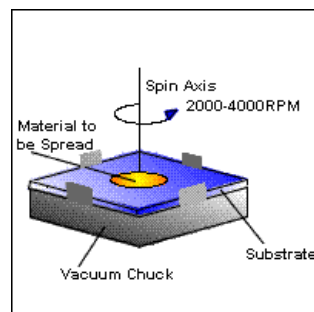 Spin Axis
2000-4000RPM
Material to
be Spread
Substrate
Vacuum Chuck